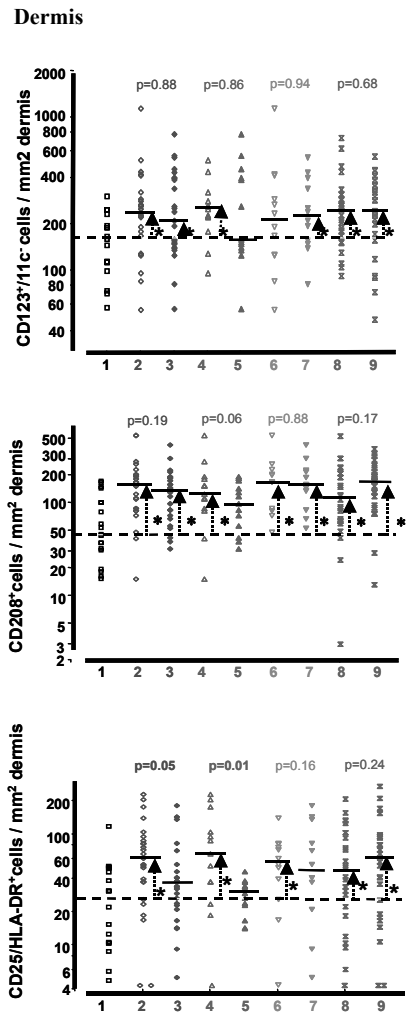 Dermis
CD123+/11c- cells / mm2 dermis
2000
1000
800
600
400
200
100
80
60
40
p=0.88 p=0.86 p=0.94 p=0.68
* * * * * *
1 2 3 4 5 6 7 8 9
CD208+cells / mm² dermis
500
300
200
100
50
30
20
10
5
3
2
p=0.19 p=0.06 p=0.88 p=0.17
* * * * * * *
1 2 3 4 5 6 7 8 9
CD25/HLA-DR+cells / mm² dermis
200
100
60
40
20
10
6
4
p=0.05 p=0.01 p=0.16 p=0.24
* * * * *
1 2 3 4 5 6 7 8 9